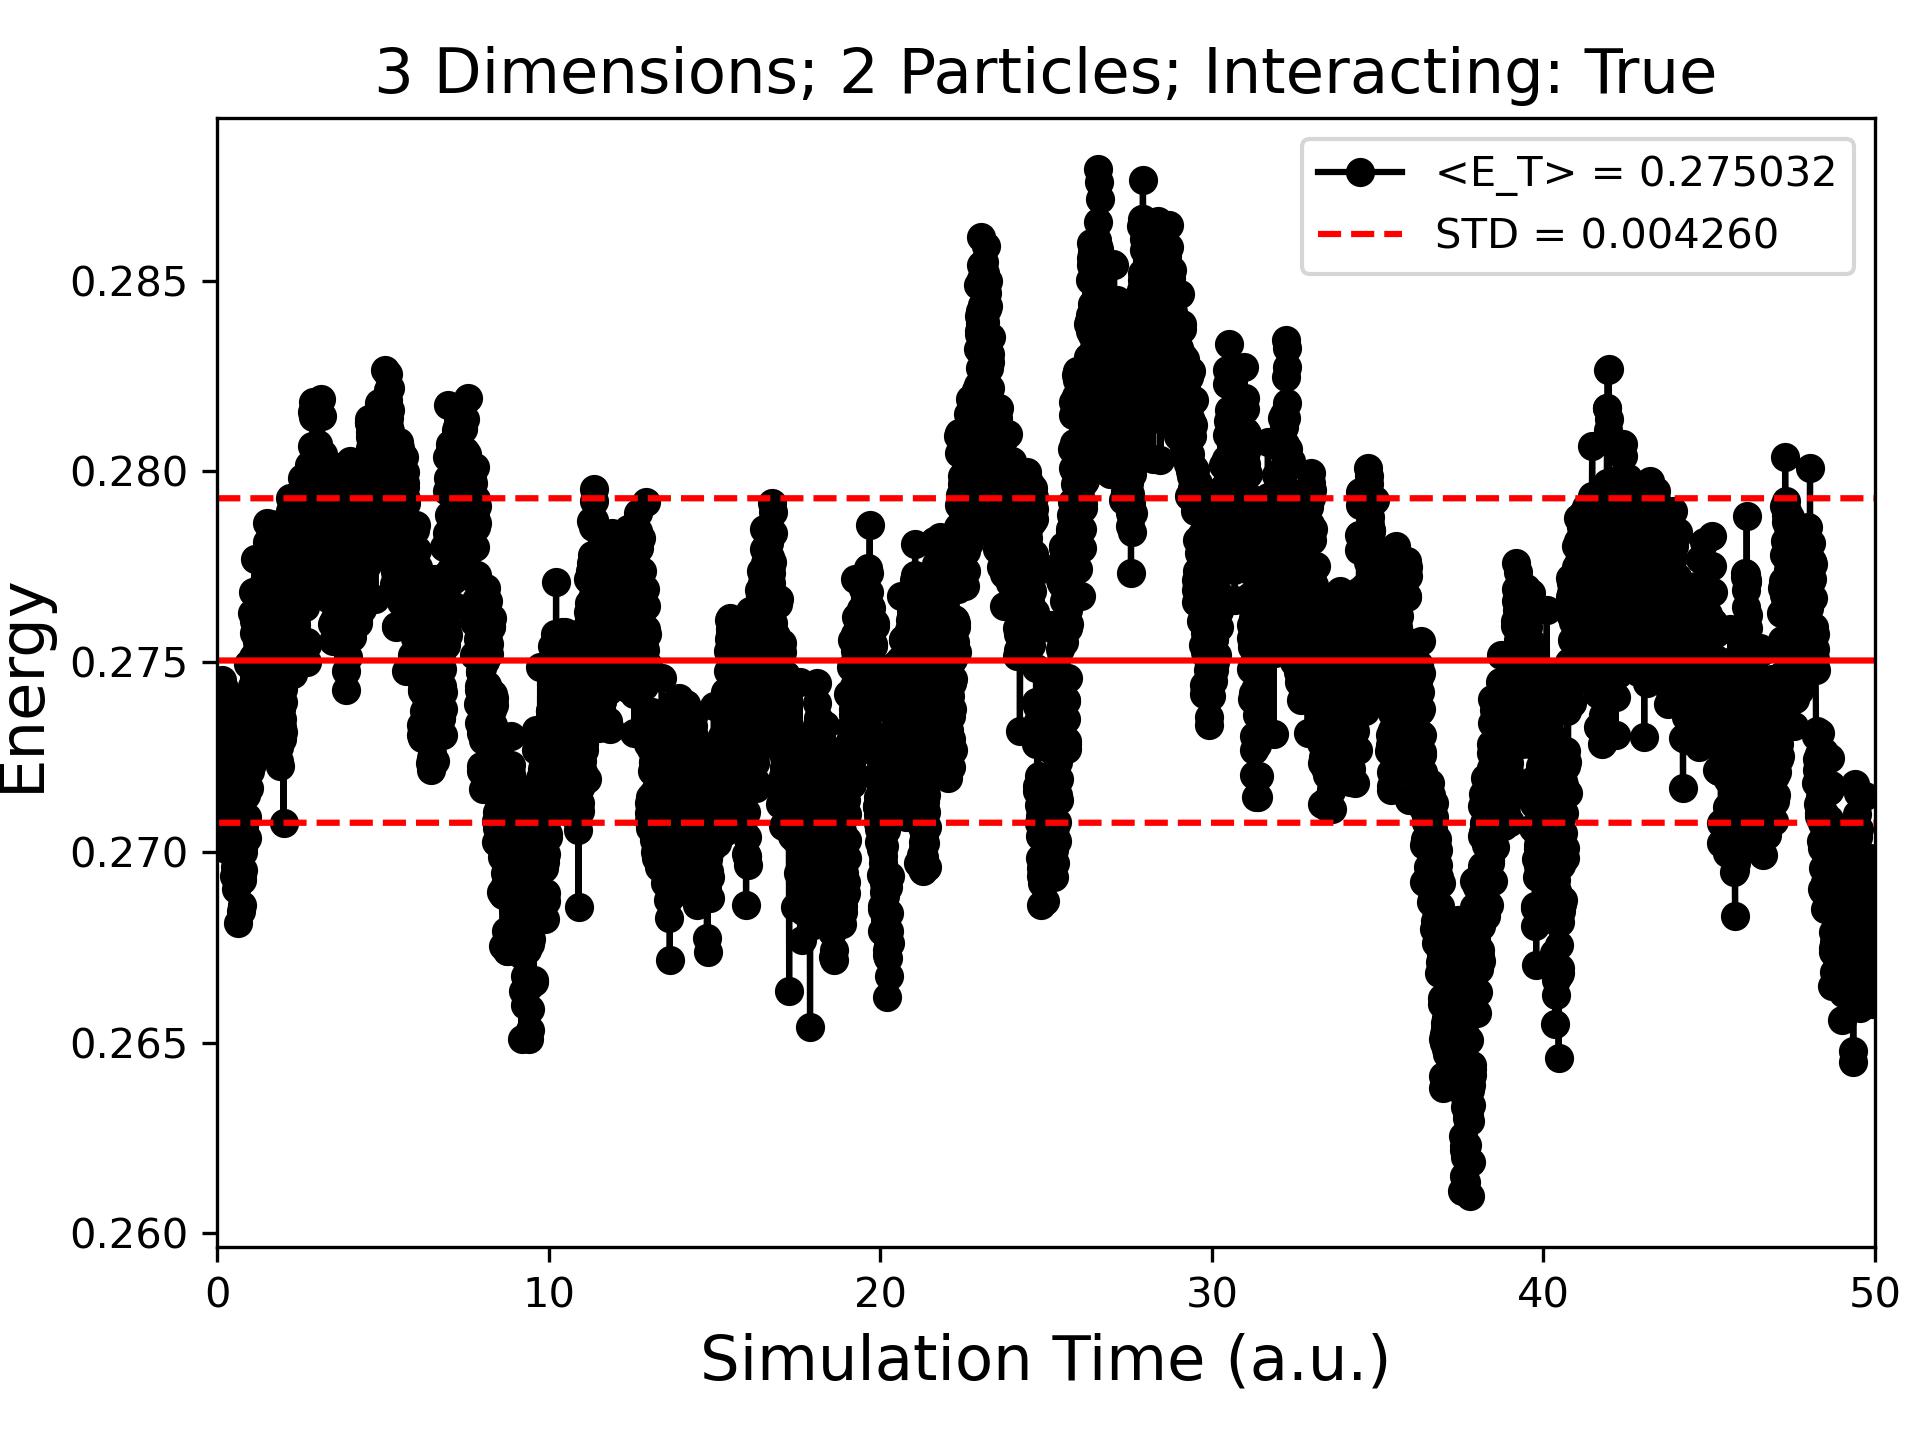 3 Dimensions; 2 Particles; Interacting: True
<E_T> = 0.275032
STD = 0.004260
Energy
0.285
0.280
0.275
0.270
0.265
0.260
0
10
20
30
40
50
Simulation Time (a.u.)